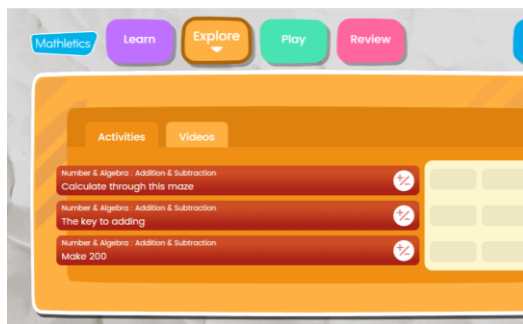 Mathletics
Learn
Explore
Play
Review
Activities
Videos
Number & Algebra : Addition & Subtraction
Calculate through this maze
Number & Algebra : Addition & Subtraction
The key to adding
Number & Algebra : Addition & Subtraction
Make 200